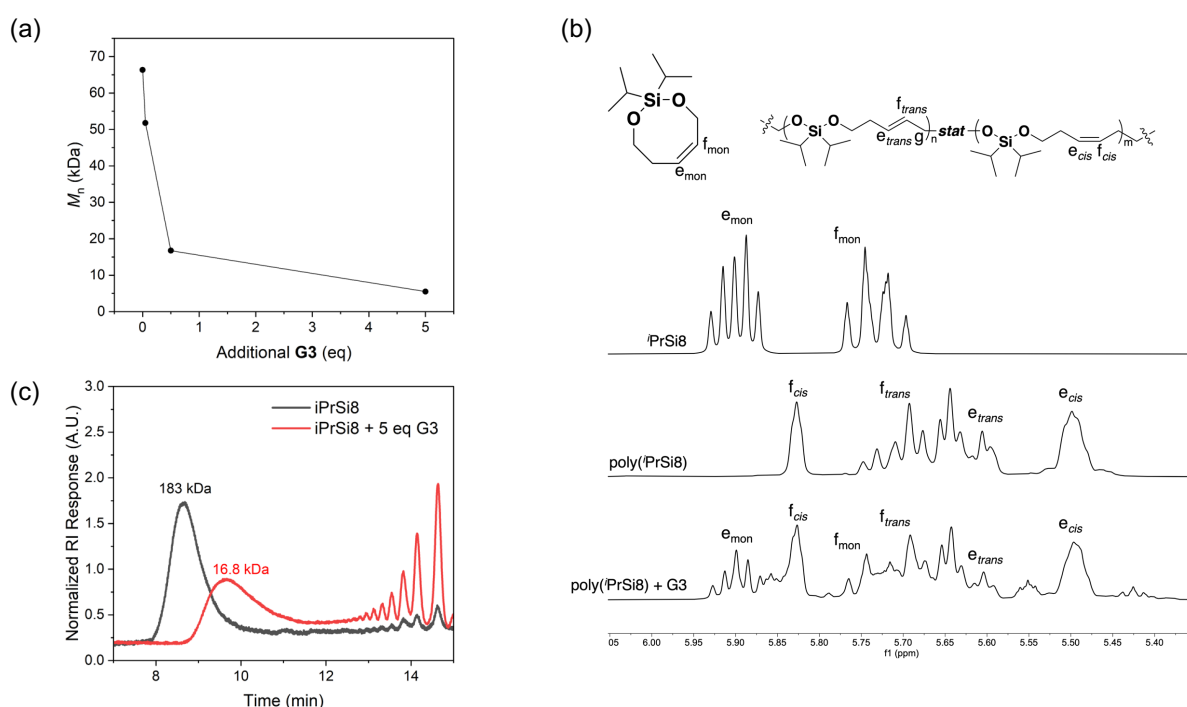 (a)
70
60
50
40
30
20
10
0
Mn (kDa)
0 1 2 3 4 5
Additional G3 (eq)
(b)
Si
O O
fmon
emon
O Si O
ftrans
etrans g
n
stat
O Si O
ecis fcis
m
emon
fmon
iPrSi8
fcis
ftrans
etrans
ecis
poly(iPrSi8)
emon
fcis
fmon
ftrans
etrans
ecis
poly(iPrSi8) + G3
05 6.00 5.95 5.90 5.85 5.80 5.75 5.70 5.65 5.60 5.55 5.50 5.45 5.40
f1 (ppm)
(c)
3.0
2.5
2.0
1.5
1.0
0.5
0.0
Normalized RI Response (A.U.)
iPrSi8
iPrSi8 + 5 eq G3
183 kDa
16.8 kDa
8 10 12 14
Time (min)